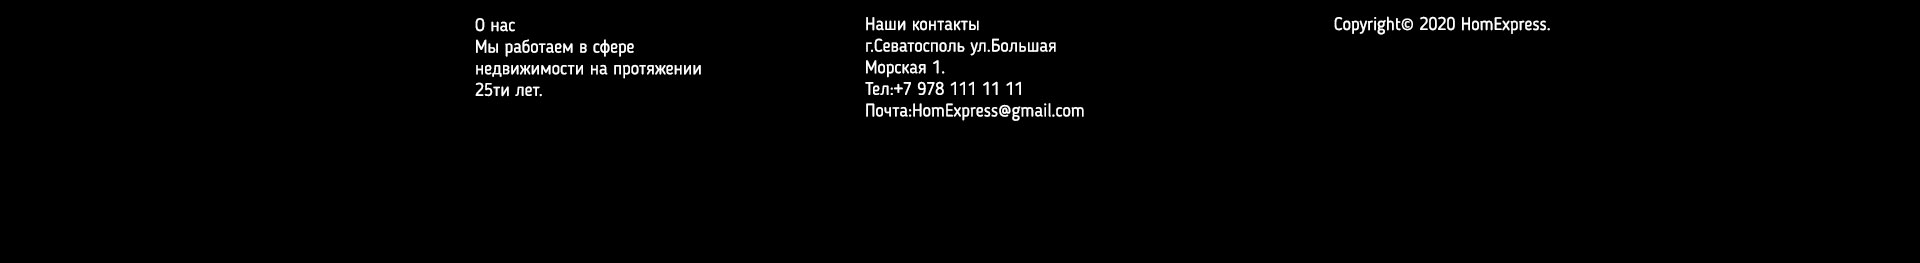 О нас
Мы работаем в сфере
недвижимости на протяжении
25ти лет.
Наши контакты
г.Севатосполь ул.Большая
Морская 1.
Тел:+7 978 111 11 11
Почта:HomExpress@gmail.com
Copyright© 2020 HomExpress.